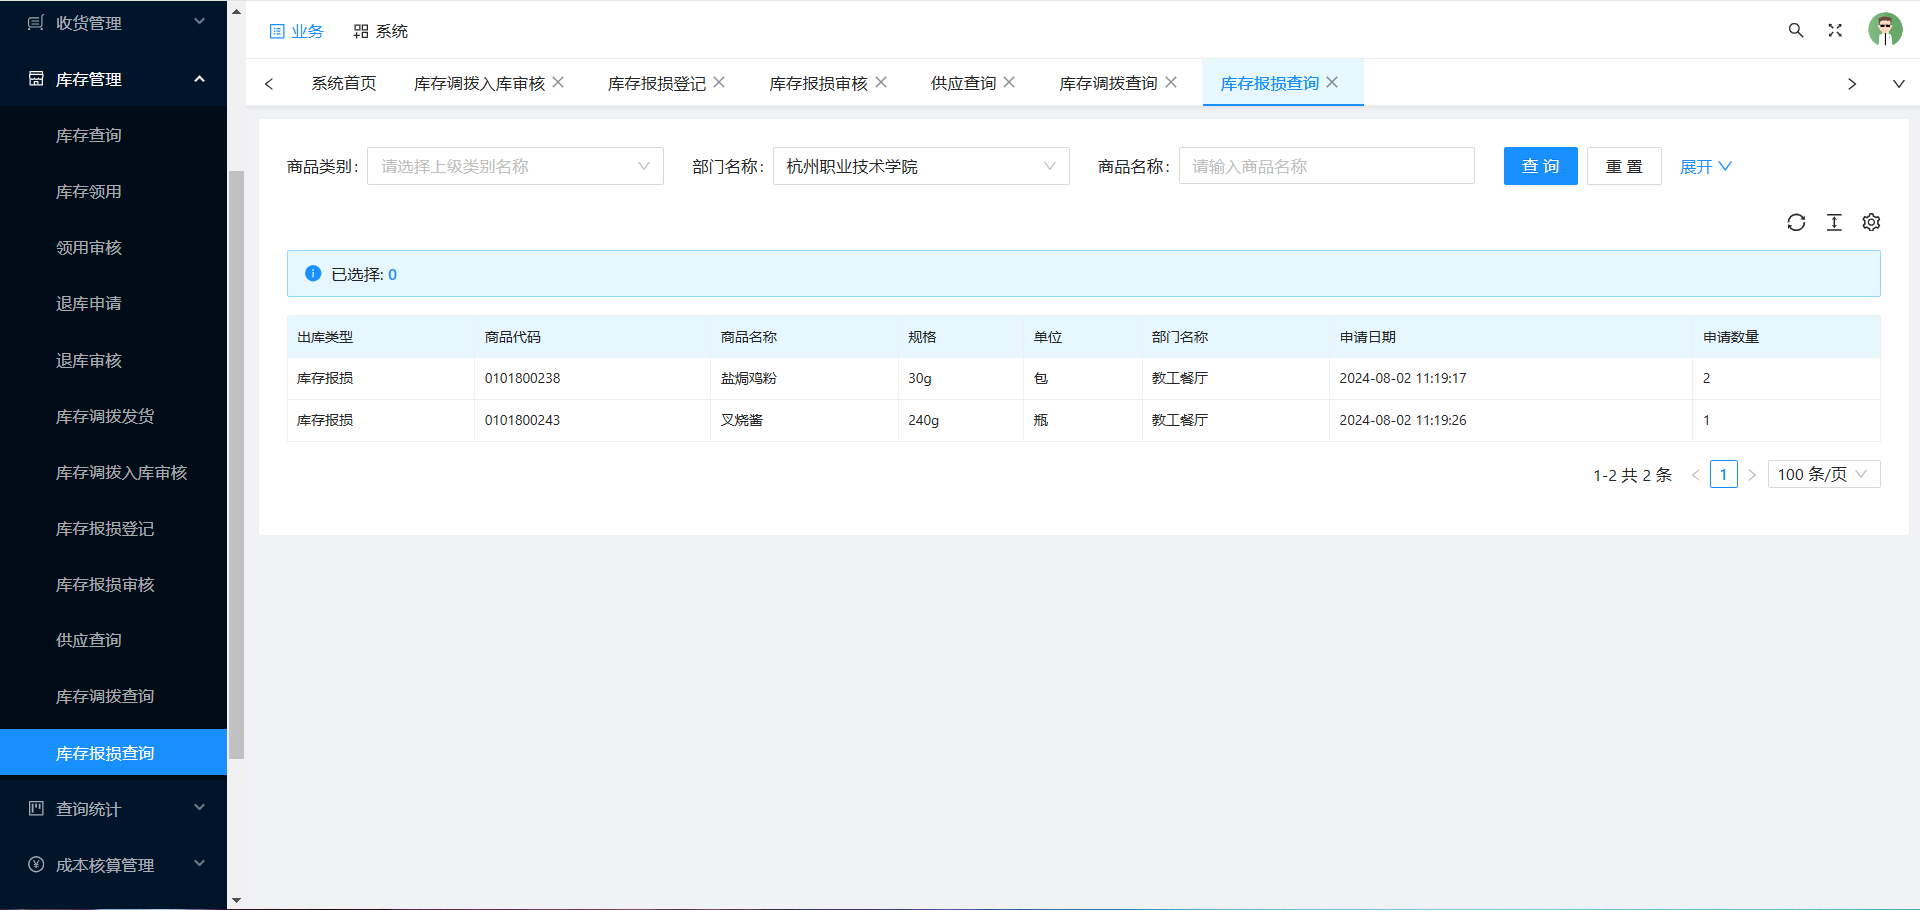 收货管理
库存管理
库存查询
库存领用
领用审核
退库申请
退库审核
库存调拨发货
库存调拨入库审核
库存报损登记
库存报损审核
供应查询
库存调拨查询
库存报损查询
查询统计
成本核算管理
业务 系统
系统首页 库存调拨入库审核 库存报损登记 库存报损审核 供应查询 库存调拨查询 库存报损查询
商品类别: 请选择上级类别名称 部门名称: 杭州职业技术学院 商品名称: 请输入商品名称 查 询 重 置 展开
已选择: 0
出库类型 商品代码 商品名称 规格 单位 部门名称 申请日期 申请数量
库存报损 0101800238 盐焗鸡粉 30g 包 教工餐厅 2024-08-02 11:19:17 2
库存报损 0101800243 叉烧酱 240g 瓶 教工餐厅 2024-08-02 11:19:26 1
1-2 共 2 条 < 1 > 100 条/页